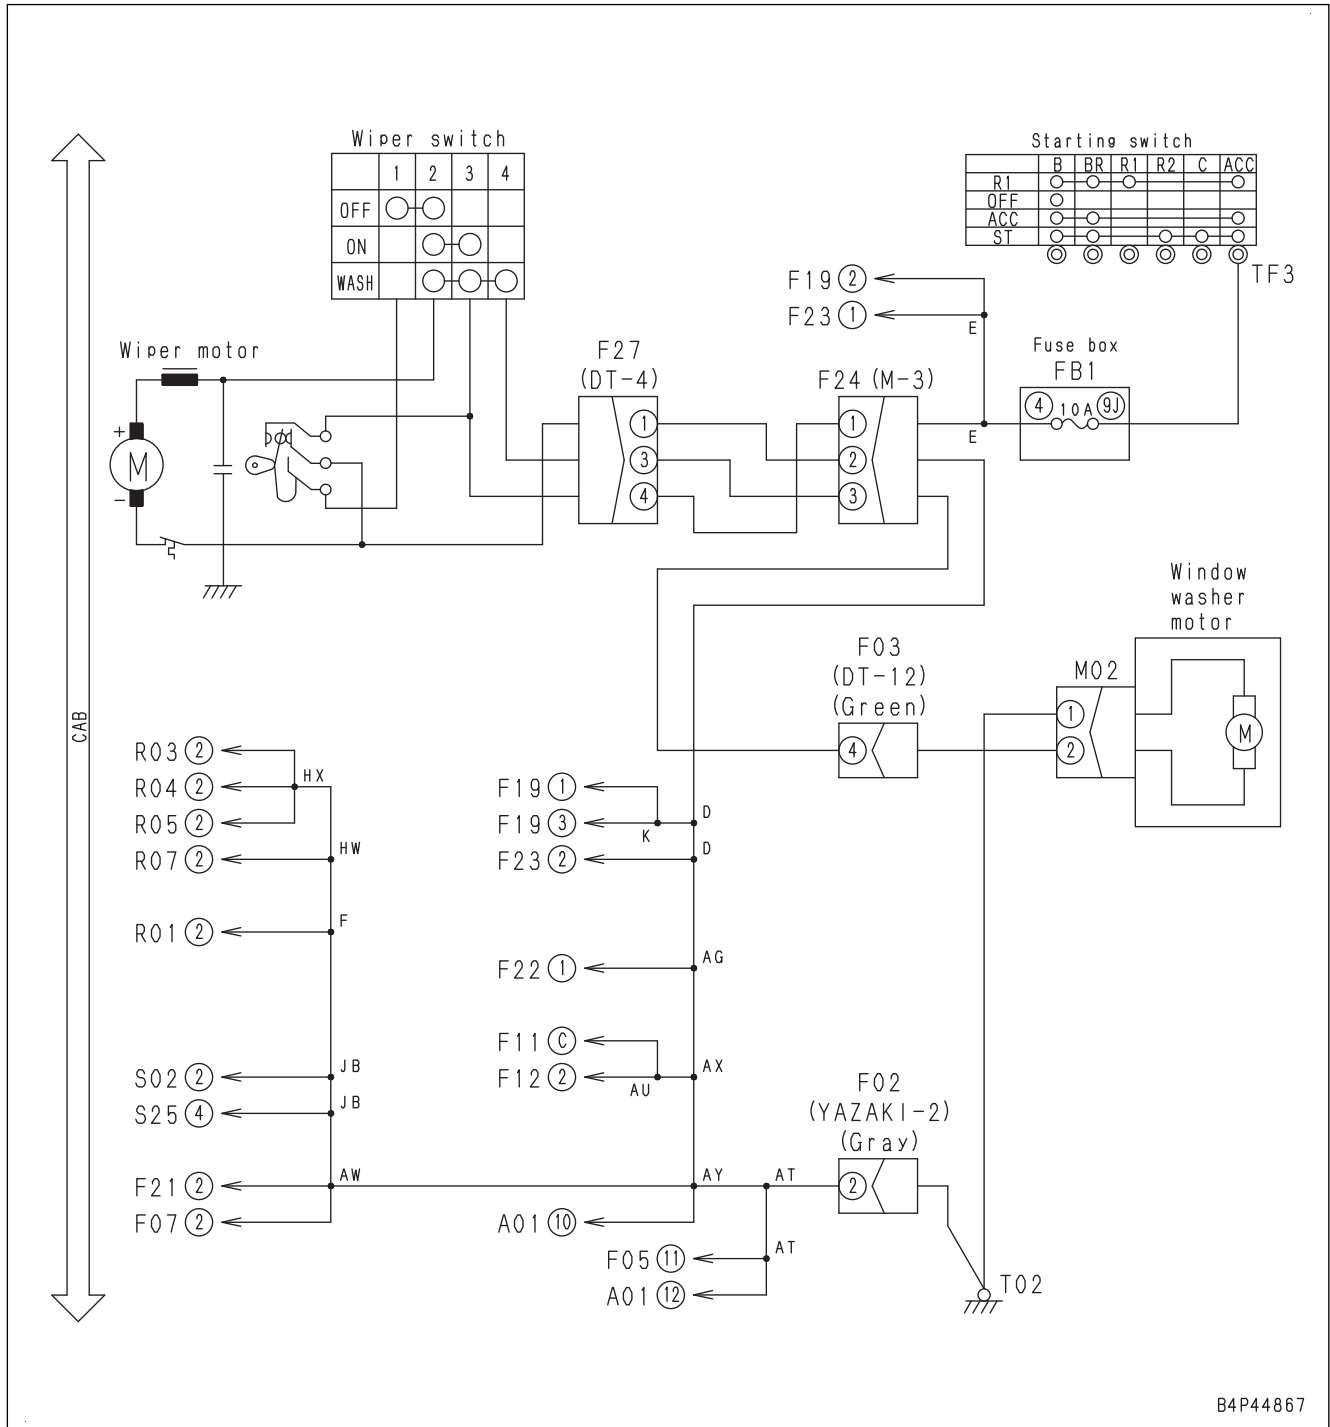 Wiper switch
1 2 3 4
OFF
ON
WASH
Starting switch
B BR R1 R2 C ACC
R1
OFF
ACC
ST
TF3
F19 2
F23 1
E
Wiper motor
F27
(DT-4)
F24 (M-3)
Fuse box
FB1
4 10A 9J
E
+
M
-
1
3
4
1
2
3
Window
washer
motor
F03
(DT-12)
(Green)
4
M02
1
2
M
CAB
R03 2
HX
R04 2
R05 2
HW
R07 2
F
R01 2
JB
S02 2
JB
S25 4
AW
F21 2
F07 2
F19 1
D
F19 3
K
D
F23 2
AG
F22 1
F11 C
AX
F12 2
AU
AY
A01 10
AT
F02
(YAZAKI-2)
(Gray)
2
AT
F05 11
A01 12
T02
B4P44867